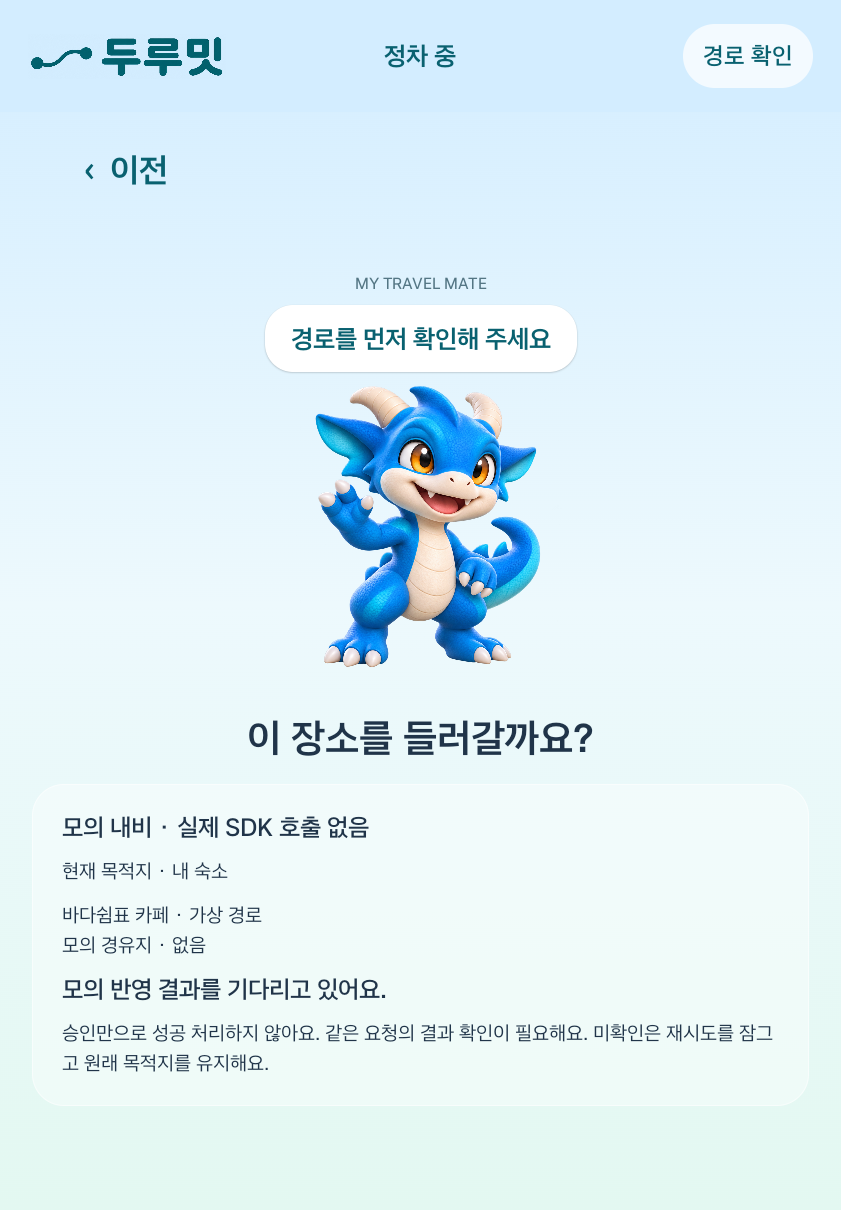 두루밋
정차 중
경로 확인
‹ 이전
MY TRAVEL MATE
경로를 먼저 확인해 주세요
이 장소를 들러갈까요?
모의 내비 · 실제 SDK 호출 없음
현재 목적지 · 내 숙소
바다쉼표 카페 · 가상 경로
모의 경유지 · 없음
모의 반영 결과를 기다리고 있어요.
승인만으로 성공 처리하지 않아요. 같은 요청의 결과 확인이 필요해요. 미확인은 재시도를 잠그
고 원래 목적지를 유지해요.